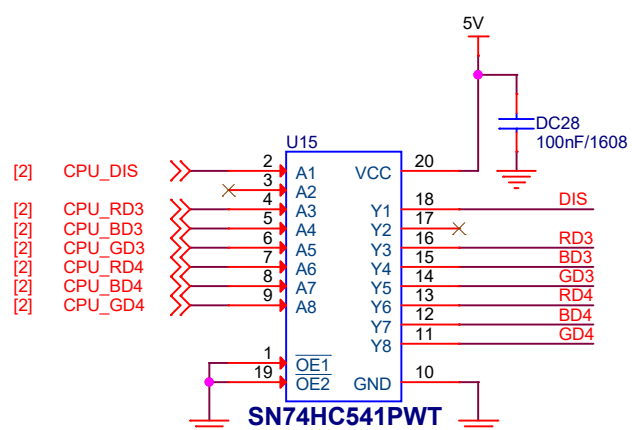 5V
DC28
100nF/1608
U15
[2] CPU_DIS 2 A1 VCC 20
3 A2
[2] CPU_RD3 4 A3 Y1 18 DIS
[2] CPU_BD3 5 A4 Y2 17
[2] CPU_GD3 6 A5 Y3 16 RD3
[2] CPU_RD4 7 A6 Y4 15 BD3
[2] CPU_BD4 8 A7 Y5 14 GD3
[2] CPU_GD4 9 A8 Y6 13 RD4
Y7 12 BD4
Y8 11 GD4
1 OE1
19 OE2 GND 10
SN74HC541PWT